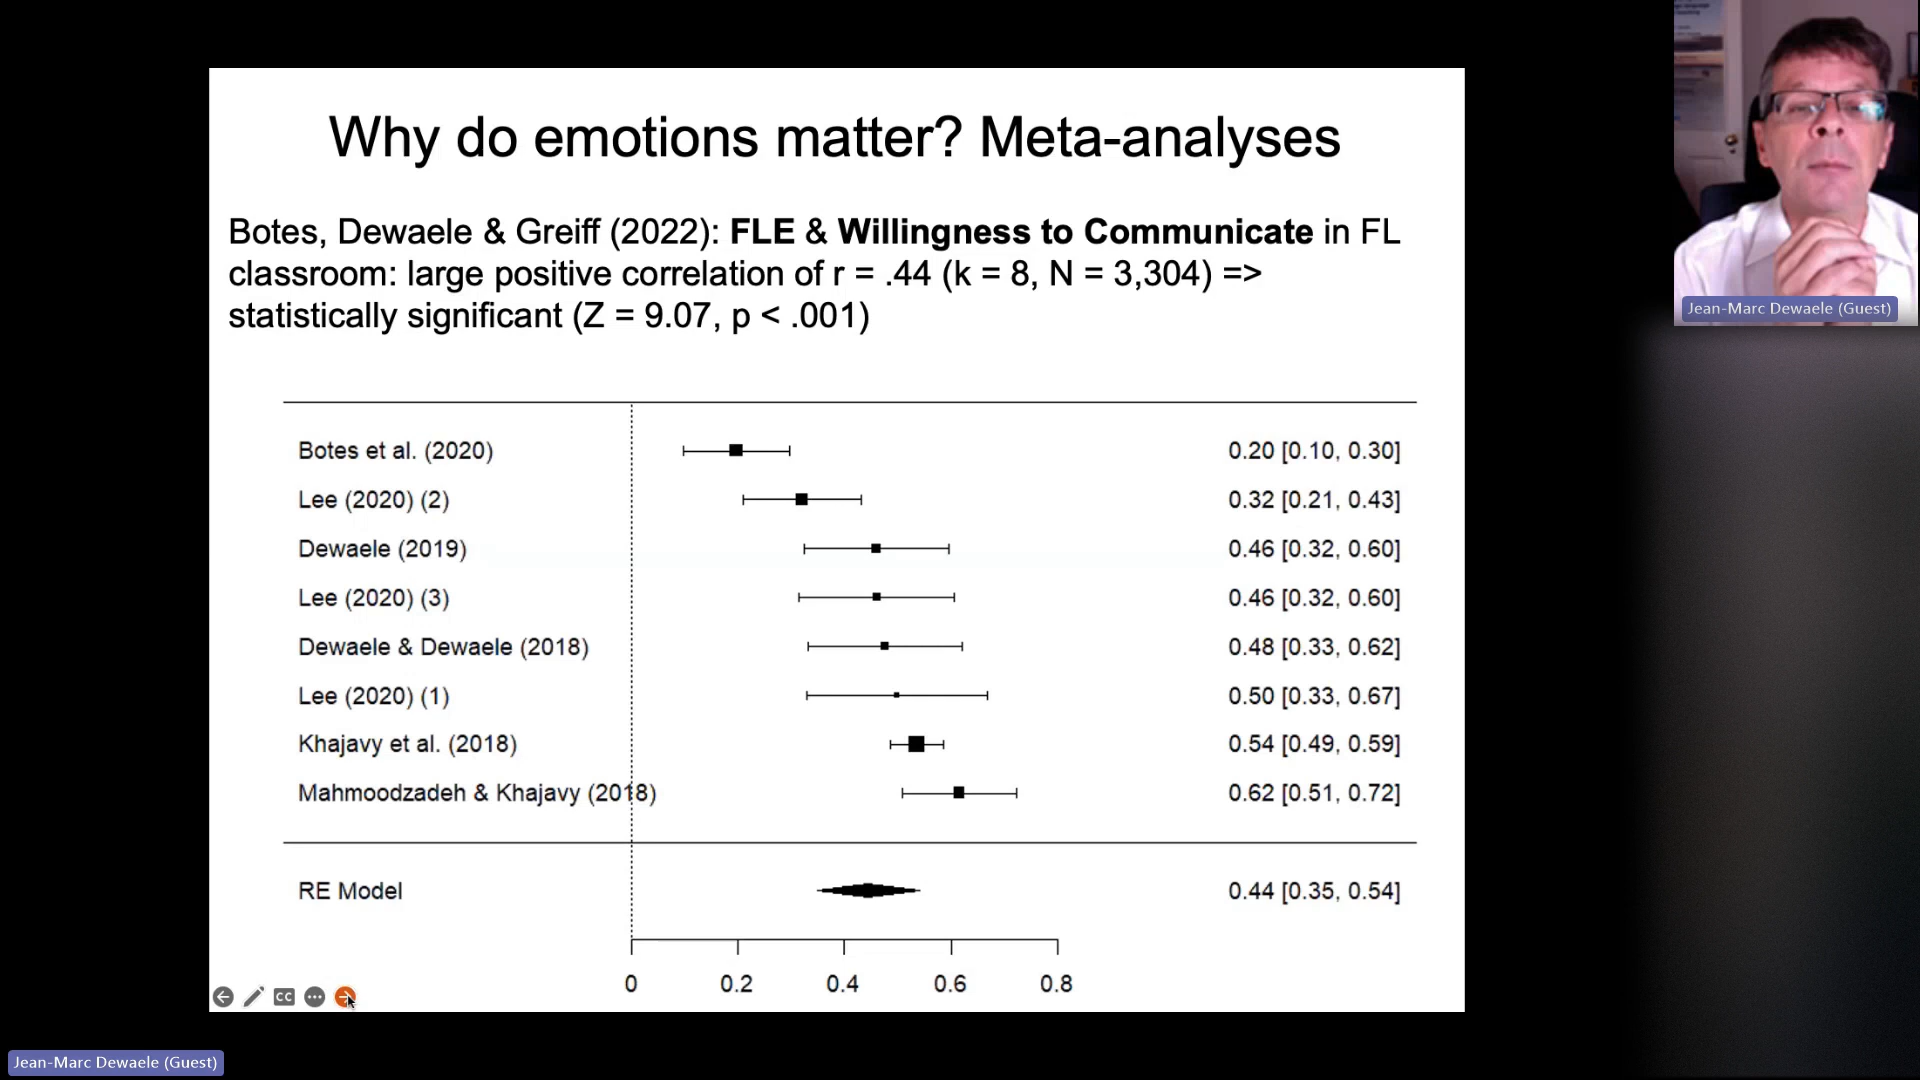 Why do emotions matter? Meta-analyses
Botes, Dewaele & Greiff (2022): FLE & Willingness to Communicate in FL
classroom: large positive correlation of r = .44 (k = 8, N = 3,304) =>
statistically significant (Z = 9.07, p < .001)
Botes et al. (2020) 0.20 [0.10, 0.30]
Lee (2020) (2) 0.32 [0.21, 0.43]
Dewaele (2019) 0.46 [0.32, 0.60]
Lee (2020) (3) 0.46 [0.32, 0.60]
Dewaele & Dewaele (2018) 0.48 [0.33, 0.62]
Lee (2020) (1) 0.50 [0.33, 0.67]
Khajavy et al. (2018) 0.54 [0.49, 0.59]
Mahmoodzadeh & Khajavy (2018) 0.62 [0.51, 0.72]
RE Model 0.44 [0.35, 0.54]
0 0.2 0.4 0.6 0.8
CC
Jean-Marc Dewaele (Guest)
Jean-Marc Dewaele (Guest)